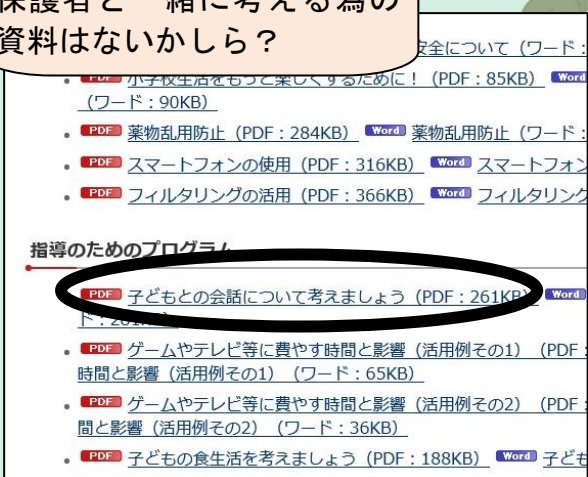 保護者と一緒に考える為の
資料はないかしら？
安全について（ワード：
PDF 小学校生活をもっと楽しくするために！（PDF：85KB） Word
（ワード：90KB）
PDF 薬物乱用防止（PDF：284KB） Word 薬物乱用防止（ワード：
PDF スマートフォンの使用（PDF：316KB） Word スマートフォン
PDF フィルタリングの活用（PDF：366KB） Word フィルタリング
指導のためのプログラム
PDF 子どもとの会話について考えましょう（PDF：261KB） Word
PDF ゲームやテレビ等に費やす時間と影響（活用例その1）（PDF：
時間と影響（活用例その1）（ワード：65KB）
PDF ゲームやテレビ等に費やす時間と影響（活用例その2）（PDF：
間と影響（活用例その2）（ワード：36KB）
PDF 子どもの食生活を考えましょう（PDF：188KB） Word 子ども